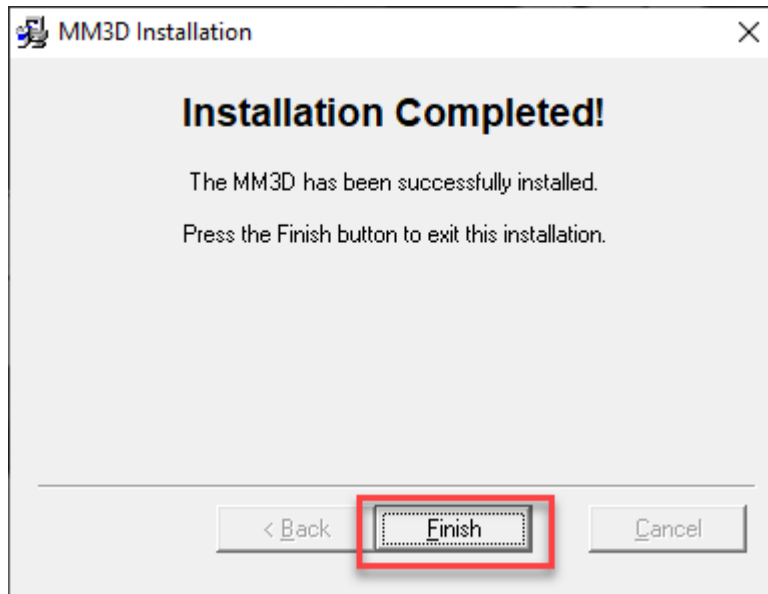 MM3D Installation
Installation Completed!
The MM3D has been successfully installed.
Press the Finish button to exit this installation.
< Back
Finish
Cancel